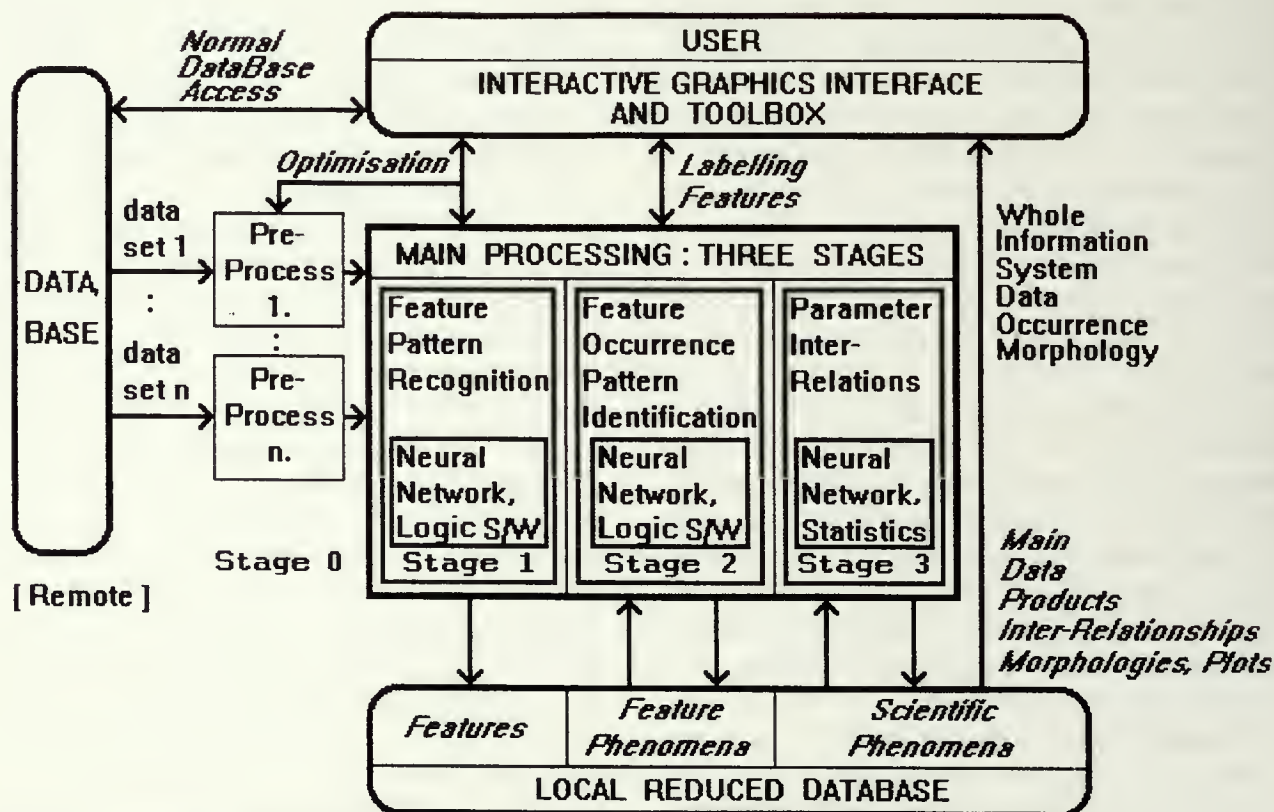 Normal
DataBase
Access
USER
INTERACTIVE GRAPHICS INTERFACE
AND TOOLBOX
Optimisation
Labelling
Features
DATA,
BASE
[ Remote ]
data
set 1
:
data
set n
Pre-
Process
1.
:
Pre-
Process
n.
Stage 0
MAIN PROCESSING : THREE STAGES
Feature
Pattern
Recognition
Neural
Network,
Logic S/W
Stage 1
Feature
Occurrence
Pattern
Identification
Neural
Network,
Logic S/W
Stage 2
Parameter
Inter-
Relations
Neural
Network,
Statistics
Stage 3
Whole
Information
System
Data
Occurrence
Morphology
Main
Data
Products
Inter-Relationships
Morphologies, Plots
Features
Feature
Phenomena
Scientific
Phenomena
LOCAL REDUCED DATABASE